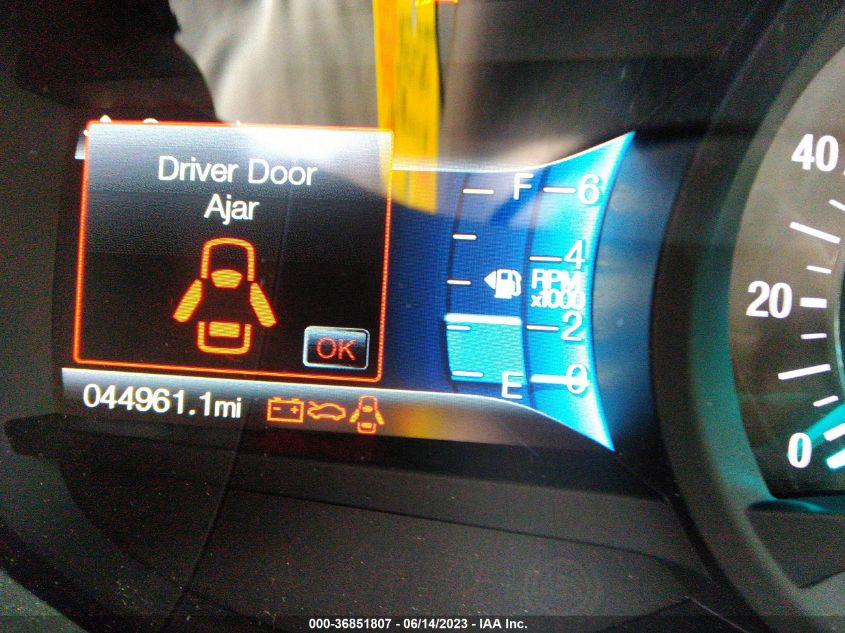 Driver Door
Ajar
OK
044961.1mi
F
E
6
4
RPM
x1000
2
0
40
20
0
000-36851807 - 06/14/2023 - IAA Inc.